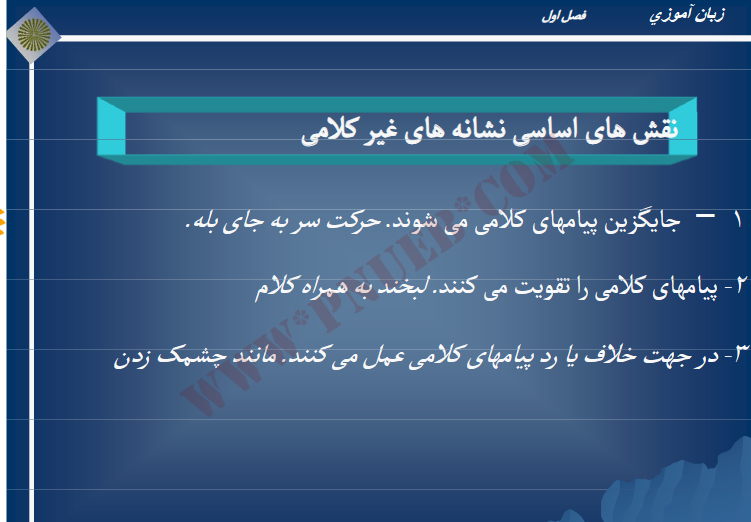 زبان آموزي
فصل اول
نقش های اساسی نشانه های غیر کلامی
۱ – جایگزین پیامهای کلامی می شوند. حرکت سر به جای بله.
۲- پیامهای کلامی را تقویت می کنند. لبخند به همراه کلام
۳- در جهت خلاف یا رد پیامهای کلامی عمل می کنند. مانند چشمک زدن
WWW*PNUEB*COM